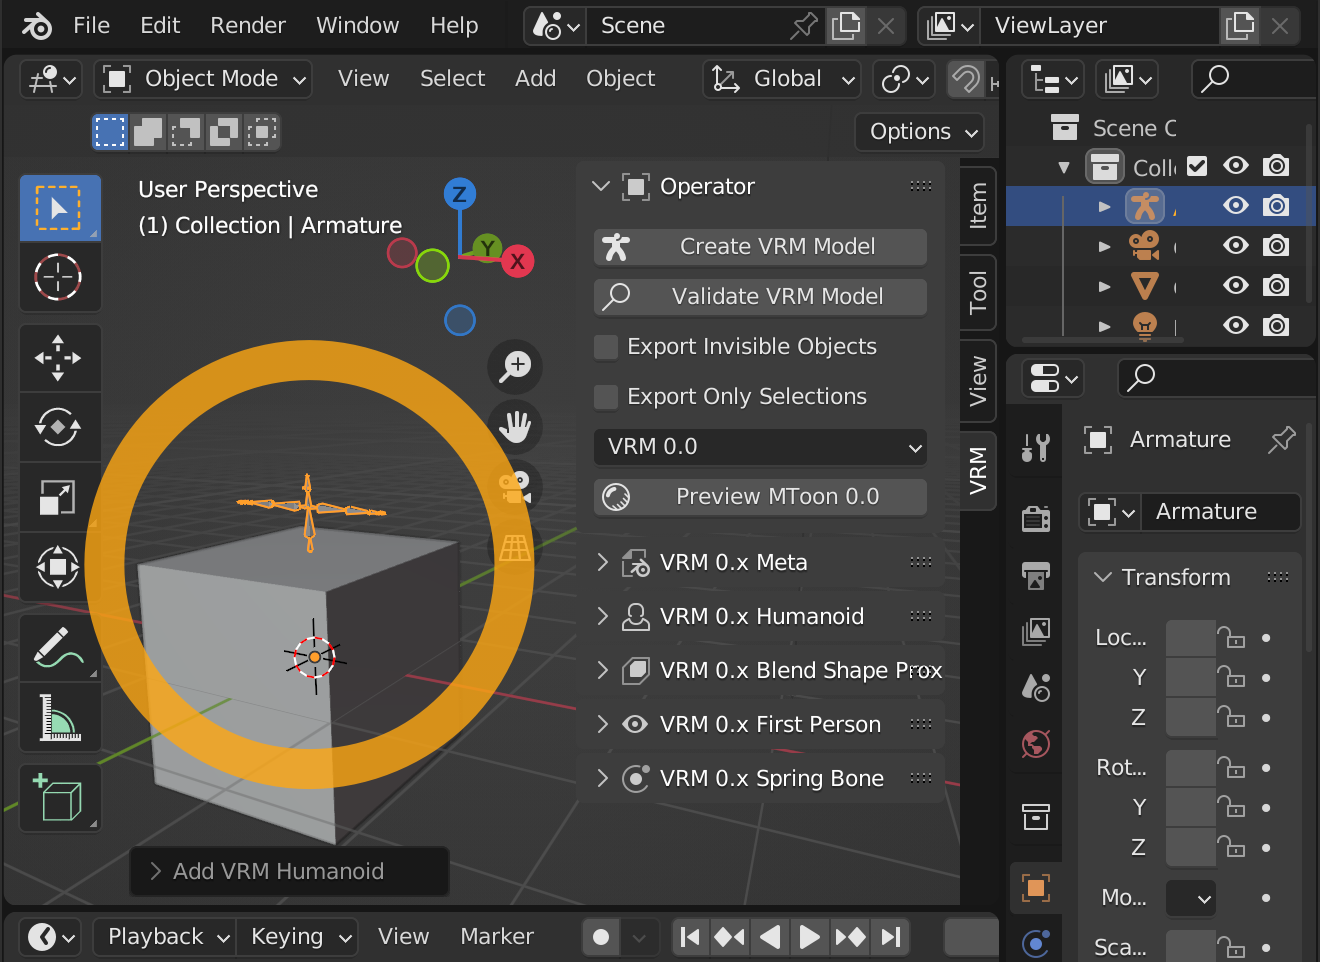 File Edit Render Window Help Scene ViewLayer
Object Mode View Select Add Object Global
Options
User Perspective
(1) Collection | Armature
Z
Y
X
Operator
Create VRM Model
Validate VRM Model
Export Invisible Objects
Export Only Selections
VRM 0.0
Preview MToon 0.0
VRM 0.x Meta
VRM 0.x Humanoid
VRM 0.x Blend Shape Prox
VRM 0.x First Person
VRM 0.x Spring Bone
Item
Tool
View
VRM
Add VRM Humanoid
Playback Keying View Marker
Scene C
Coll
Armature
Armature
Transform
Loc...
Y
Z
Rot...
Y
Z
Mo...
Sca...